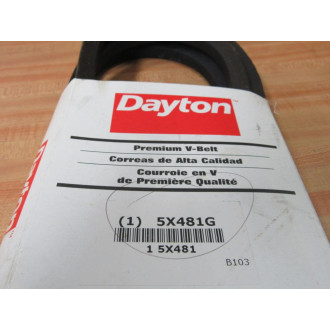 Dayton
Premium V-Belt
Correas de Alta Calidad
Courroie en V
de Première Qualité
(1) 5X481G
1 5X481
B103